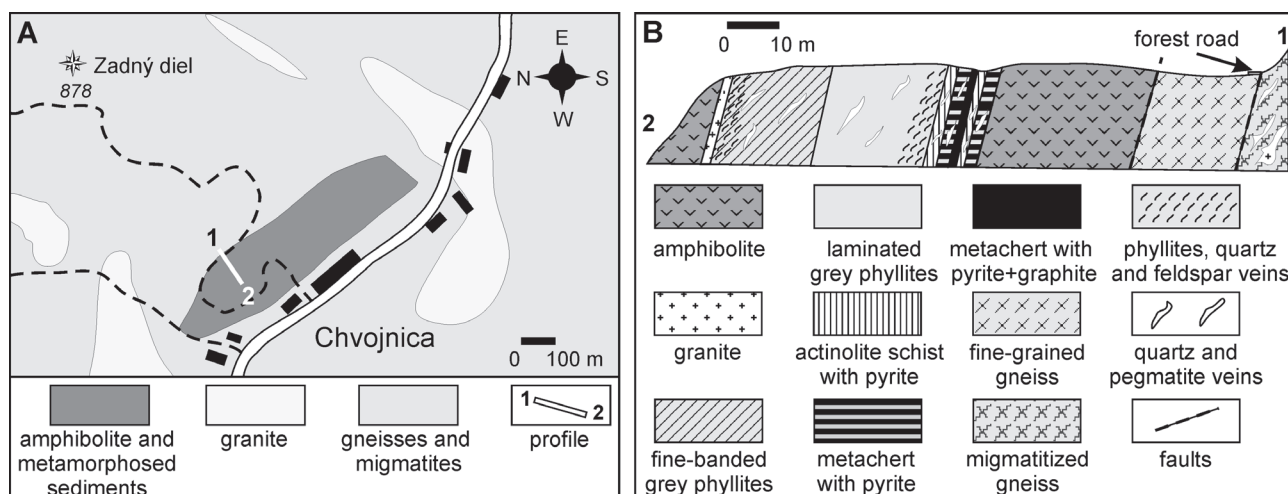 A
Zadný diel
878
E
N
S
W
1
2
Chvojnica
0
100 m
amphibolite and
metamorphosed
sediments
granite
gneisses and
migmatites
1
2
profile
B
0
10 m
forest road
1
2
amphibolite
laminated
grey phyllites
metachert with
pyrite+graphite
phyllites, quartz
and feldspar veins
granite
actinolite schist
with pyrite
fine-grained
gneiss
quartz and
pegmatite veins
fine-banded
grey phyllites
metachert
with pyrite
migmatitized
gneiss
faults